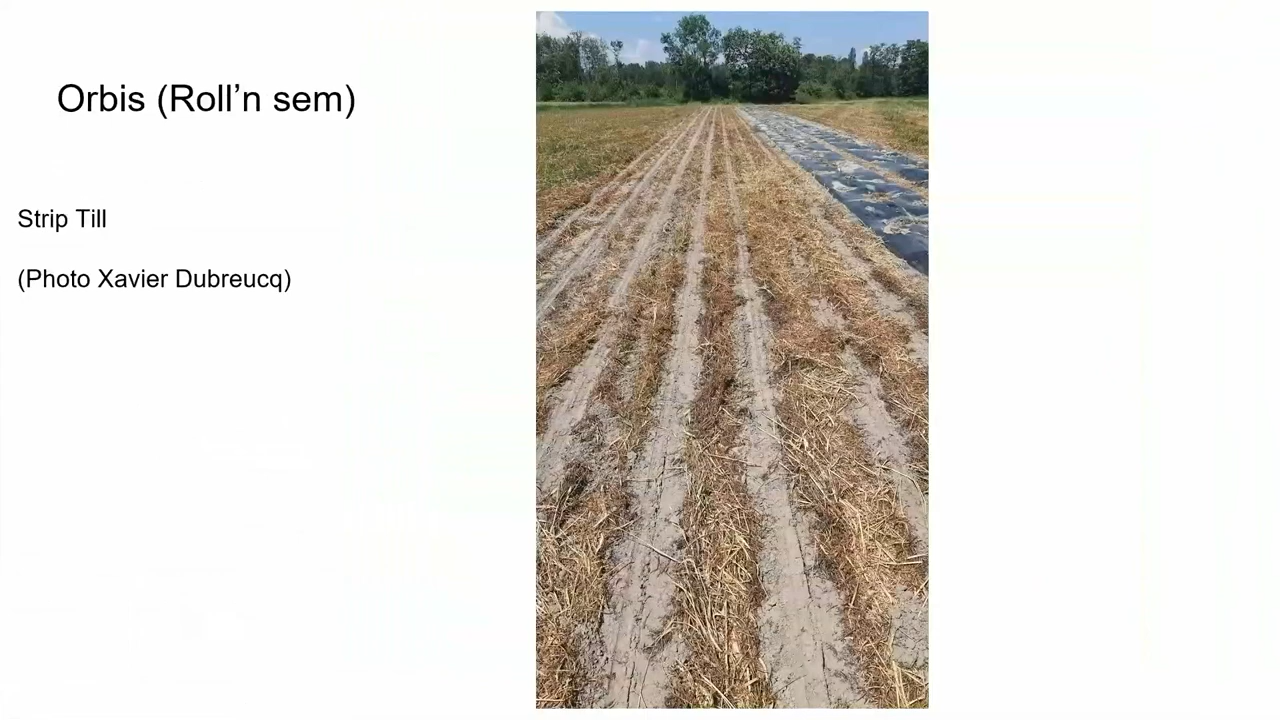 Orbis (Roll’n sem)
Strip Till
(Photo Xavier Dubreucq)